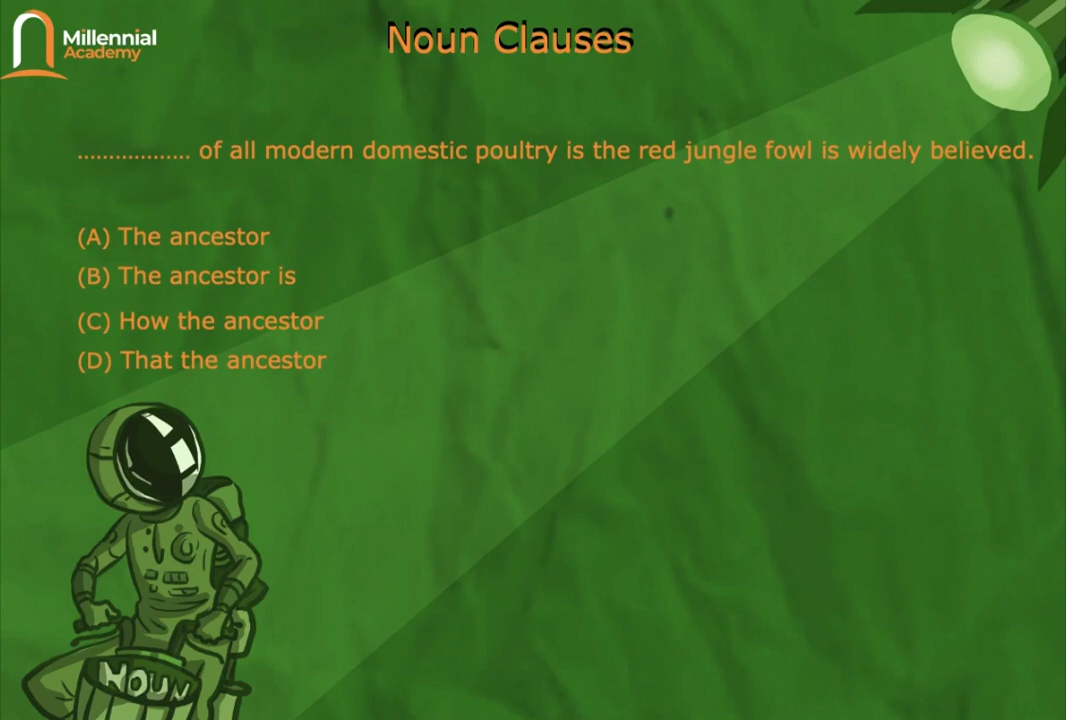 Millennial
Academy
Noun Clauses
.................. of all modern domestic poultry is the red jungle fowl is widely believed.
(A) The ancestor
(B) The ancestor is
(C) How the ancestor
(D) That the ancestor
NOUN